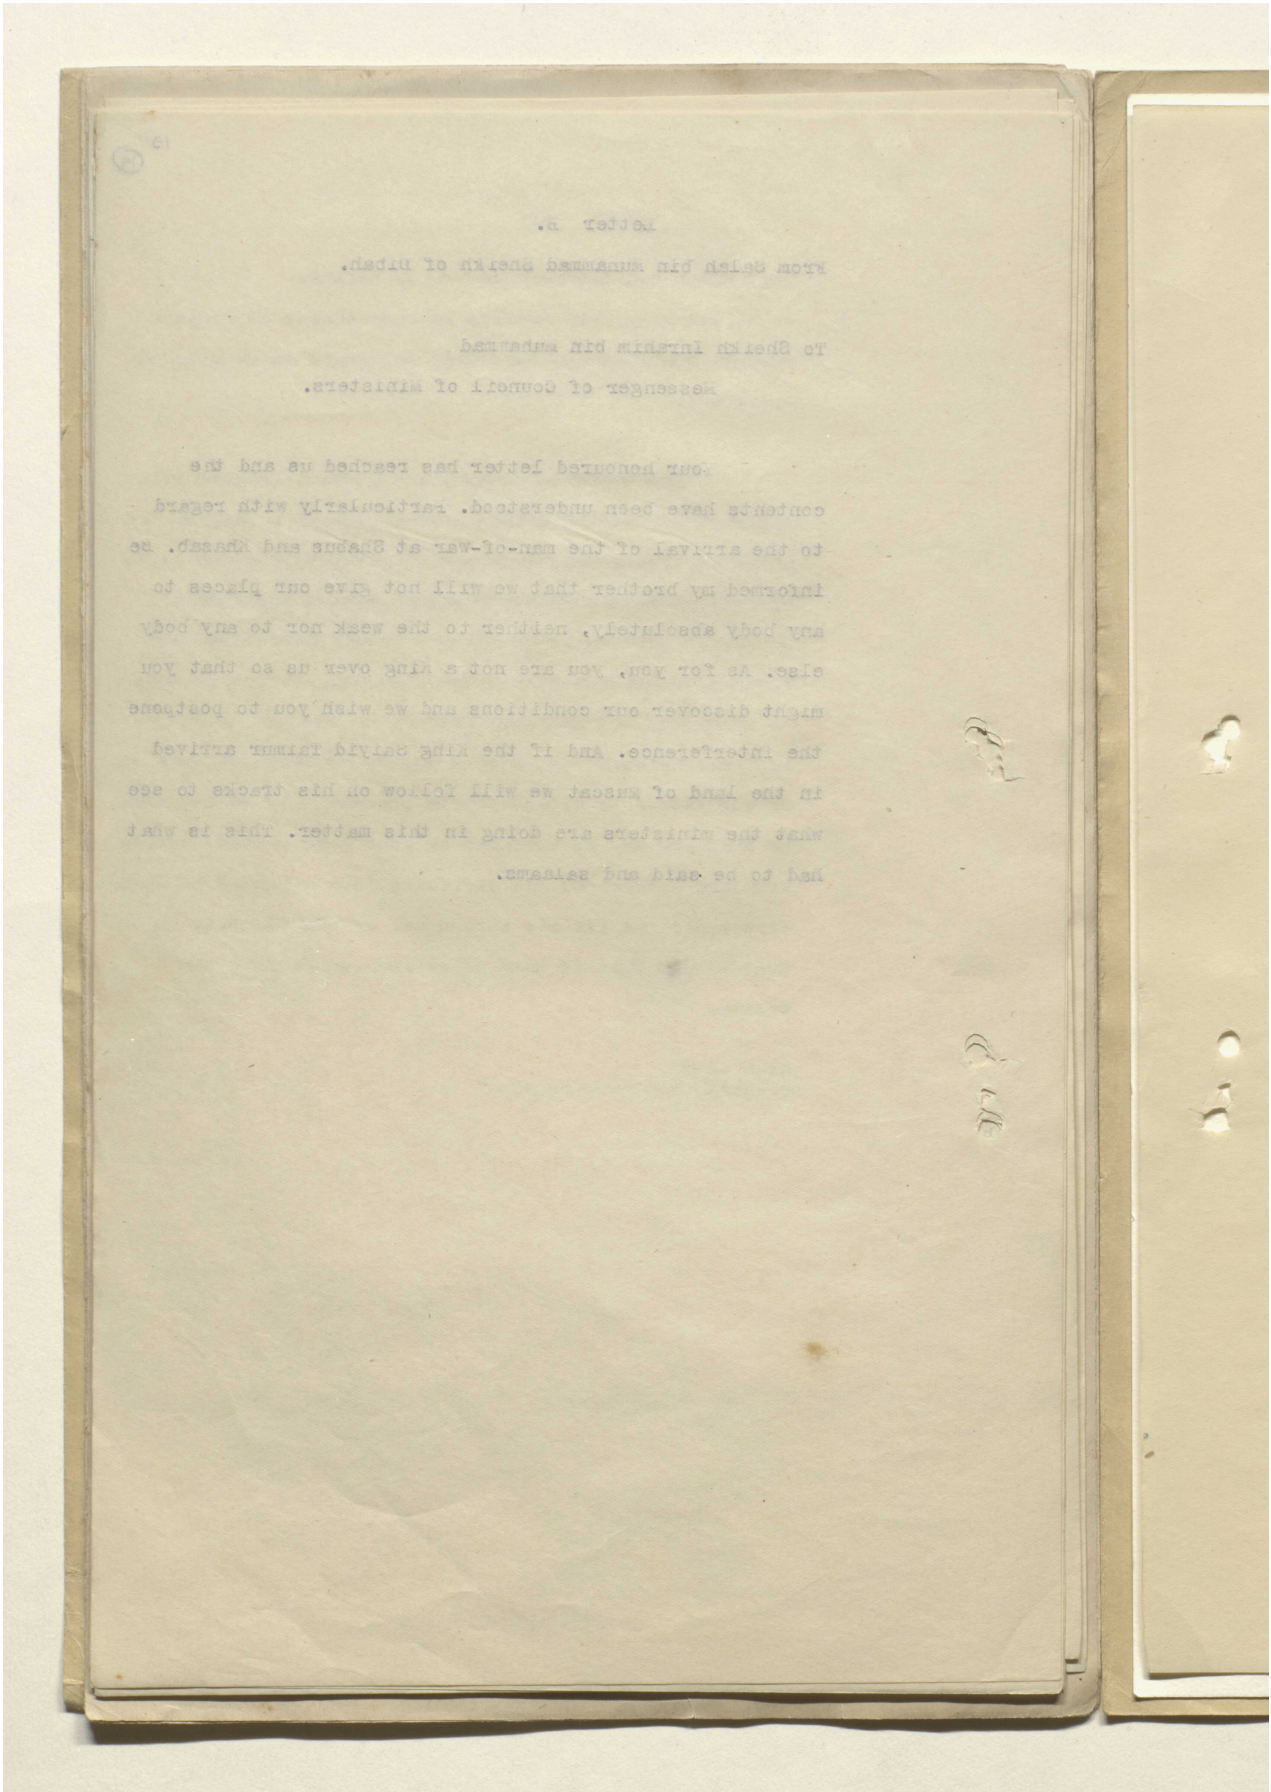 Letter B.
From Saleh bin Muhammad Sheikh of Dibah.
To Sheikh Ibrahim bin Muhammad
Messenger of Council of Ministers.
Your honoured letter has reached us and the
contents have been understood. Particularly with regard
to the arrival of the man-of-war at Shabus and Khasab. Be
informed my brother that we will not give our places to
any body absolutely, neither to the weak nor to any body
else. As for you, you are not a King over us so that you
might discover our conditions and we wish you to postpone
the interference. And if the King Saiyid Taimur arrived
in the land of Muscat we will follow on his tracks to see
what the ministers are doing in this matter. This is what
had to be said and salaams.